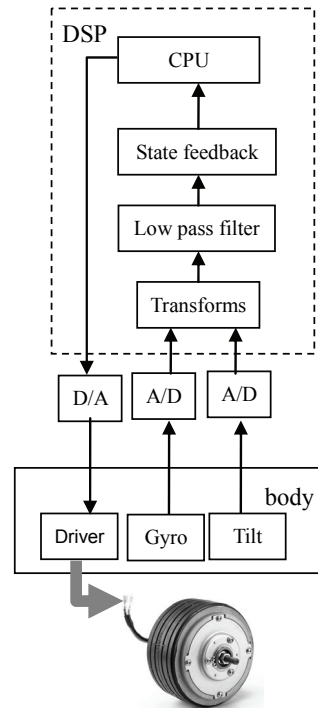 DSP
CPU
State feedback
Low pass filter
Transforms
D/A
A/D
A/D
body
Driver
Gyro
Tilt